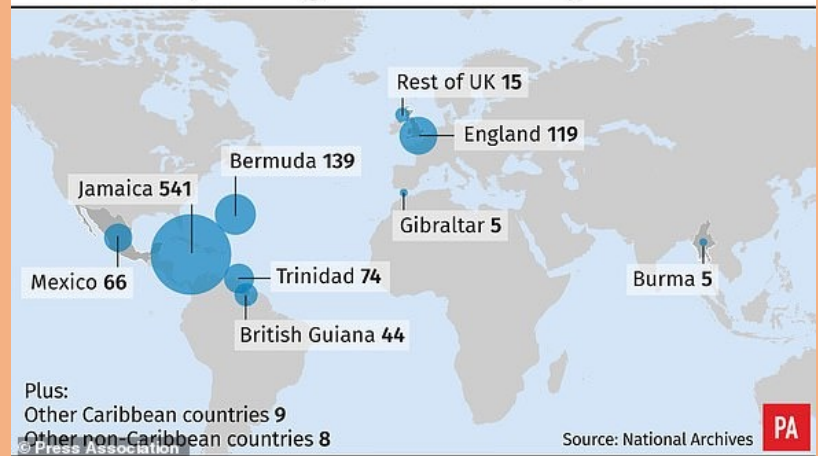 Rest of UK 15
England 119
Bermuda 139
Jamaica 541
Gibraltar 5
Mexico 66
Trinidad 74
Burma 5
British Guiana 44
Plus:
Other Caribbean countries 9
Other non-Caribbean countries 8
Source: National Archives
PA
© Press Association